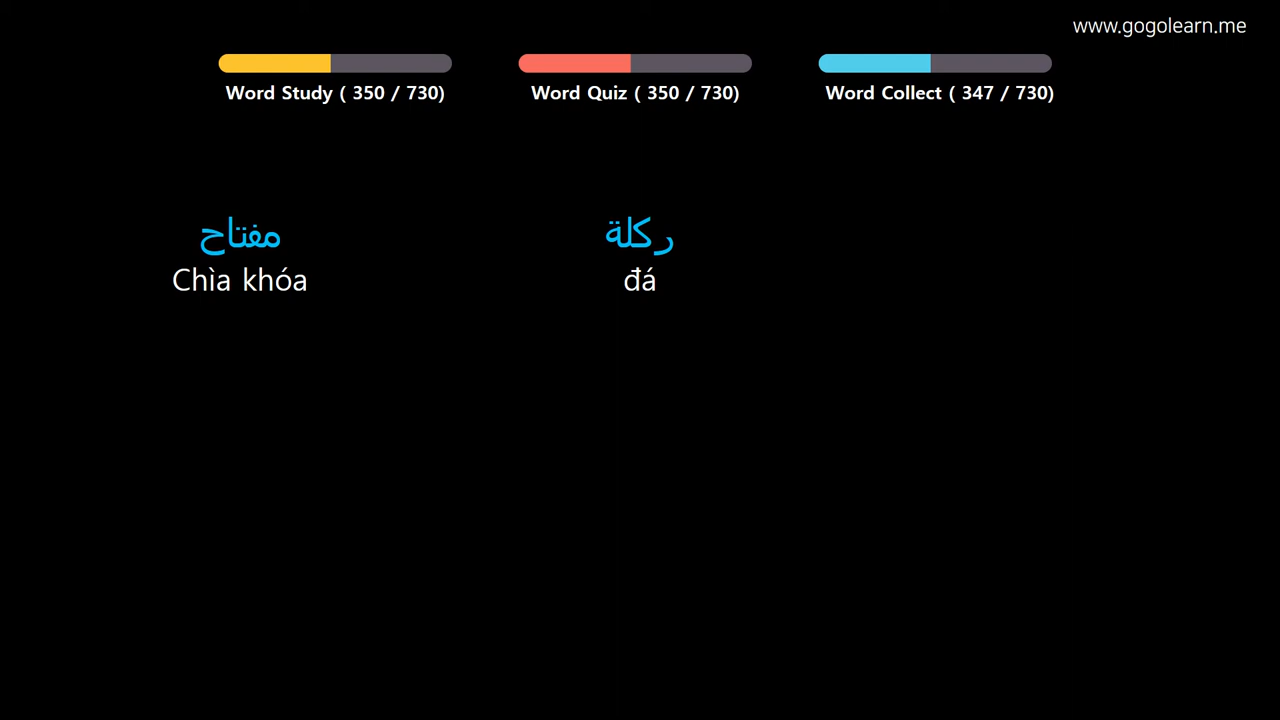 www.gogolearn.me
Word Study ( 350 / 730)
Word Quiz ( 350 / 730)
Word Collect ( 347 / 730)
مفتاح
Chìa khóa
ركلة
đá